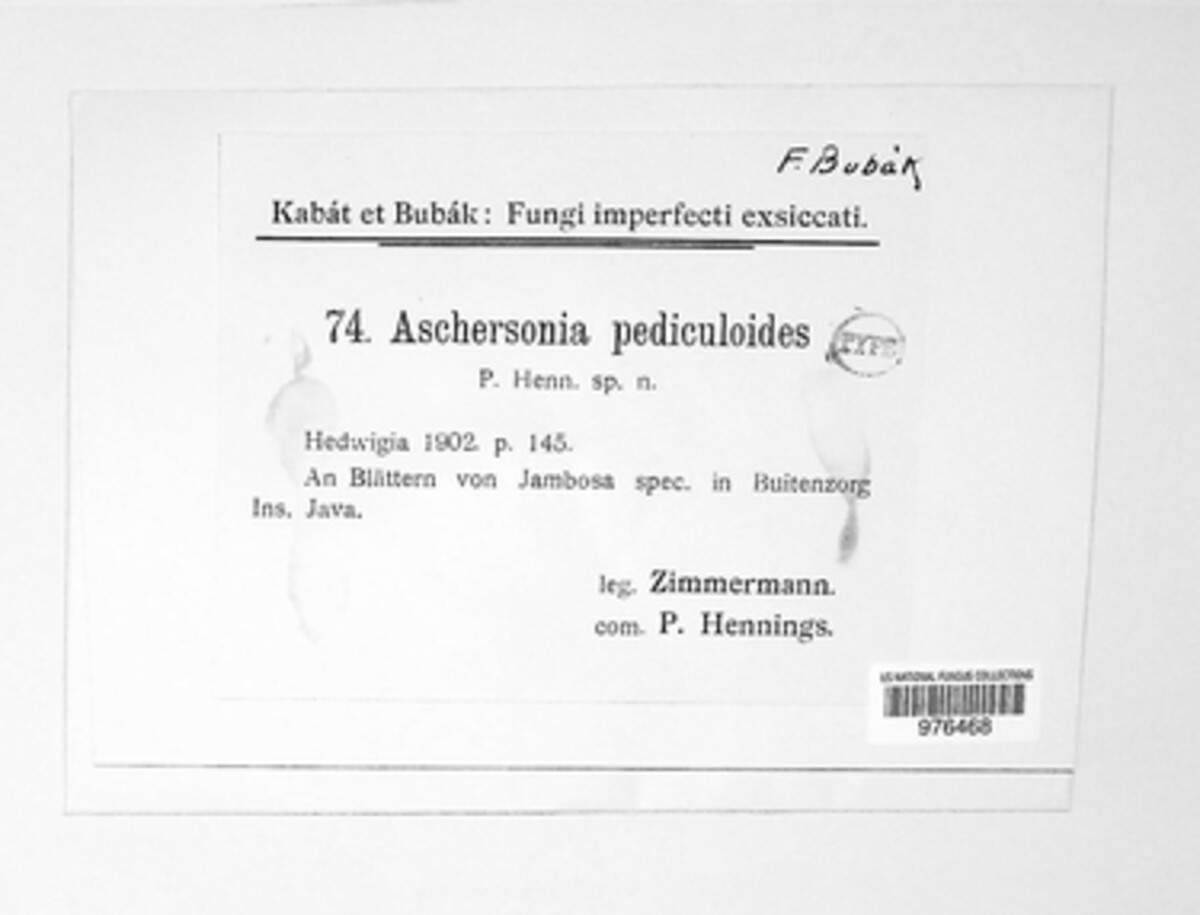 F. Bubák
Kabát et Bubák: Fungi imperfecti exsiccati.
74. Aschersonia pediculoides
TYPE
P. Henn. sp. n.
Hedwigia 1902. p. 145.
An Blättern von Jambosa spec. in Buitenzorg
Ins. Java.
leg. Zimmermann.
com. P. Hennings.
US NATIONAL FUNGUS COLLECTIONS
976468